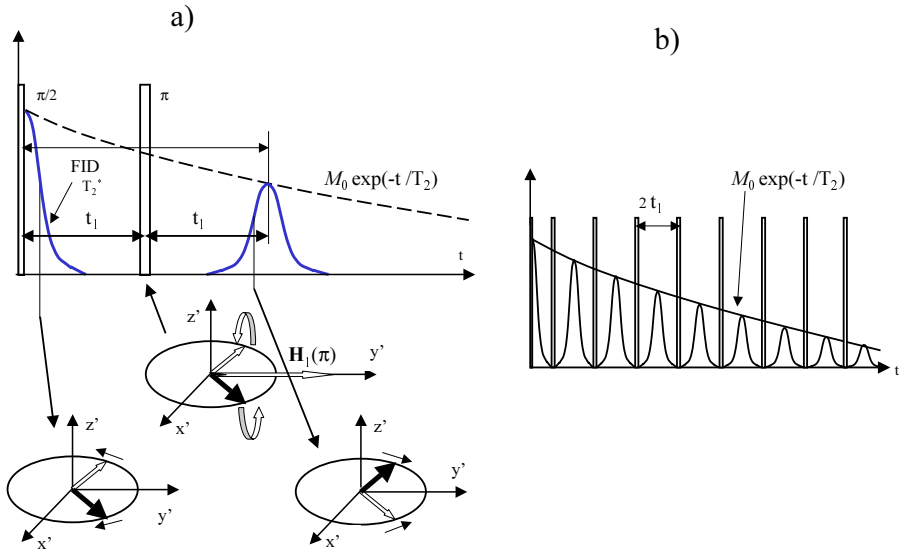 a)
b)
π/2
π
FID
T₂*
M₀ exp(-t /T₂)
t₁
t₁
t
M₀ exp(-t /T₂)
2 t₁
t
z’
H₁(π)
y’
x’
z’
y’
x’
z’
y’
x’